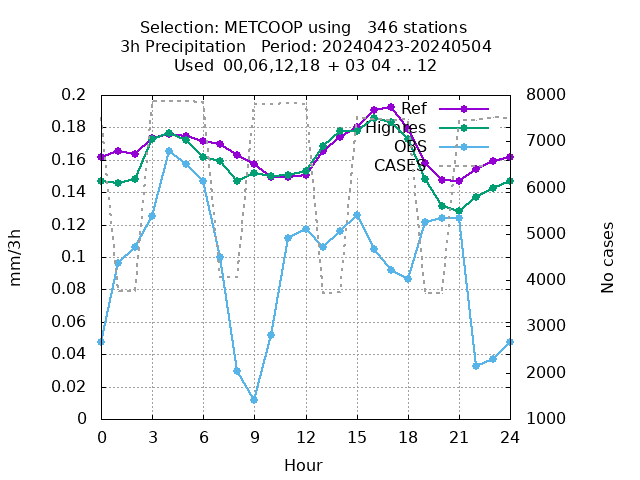 Selection: METCOOP using   346 stations
3h Precipitation   Period: 20240423-20240504
Used 00,06,12,18 + 03 04 ... 12
0.2
0.18
0.16
0.14
0.12
0.1
0.08
0.06
0.04
0.02
0
8000
7000
6000
5000
4000
3000
2000
1000
Ref
HighRes
OBS
CASES
mm/3h
No cases
0 3 6 9 12 15 18 21 24
Hour